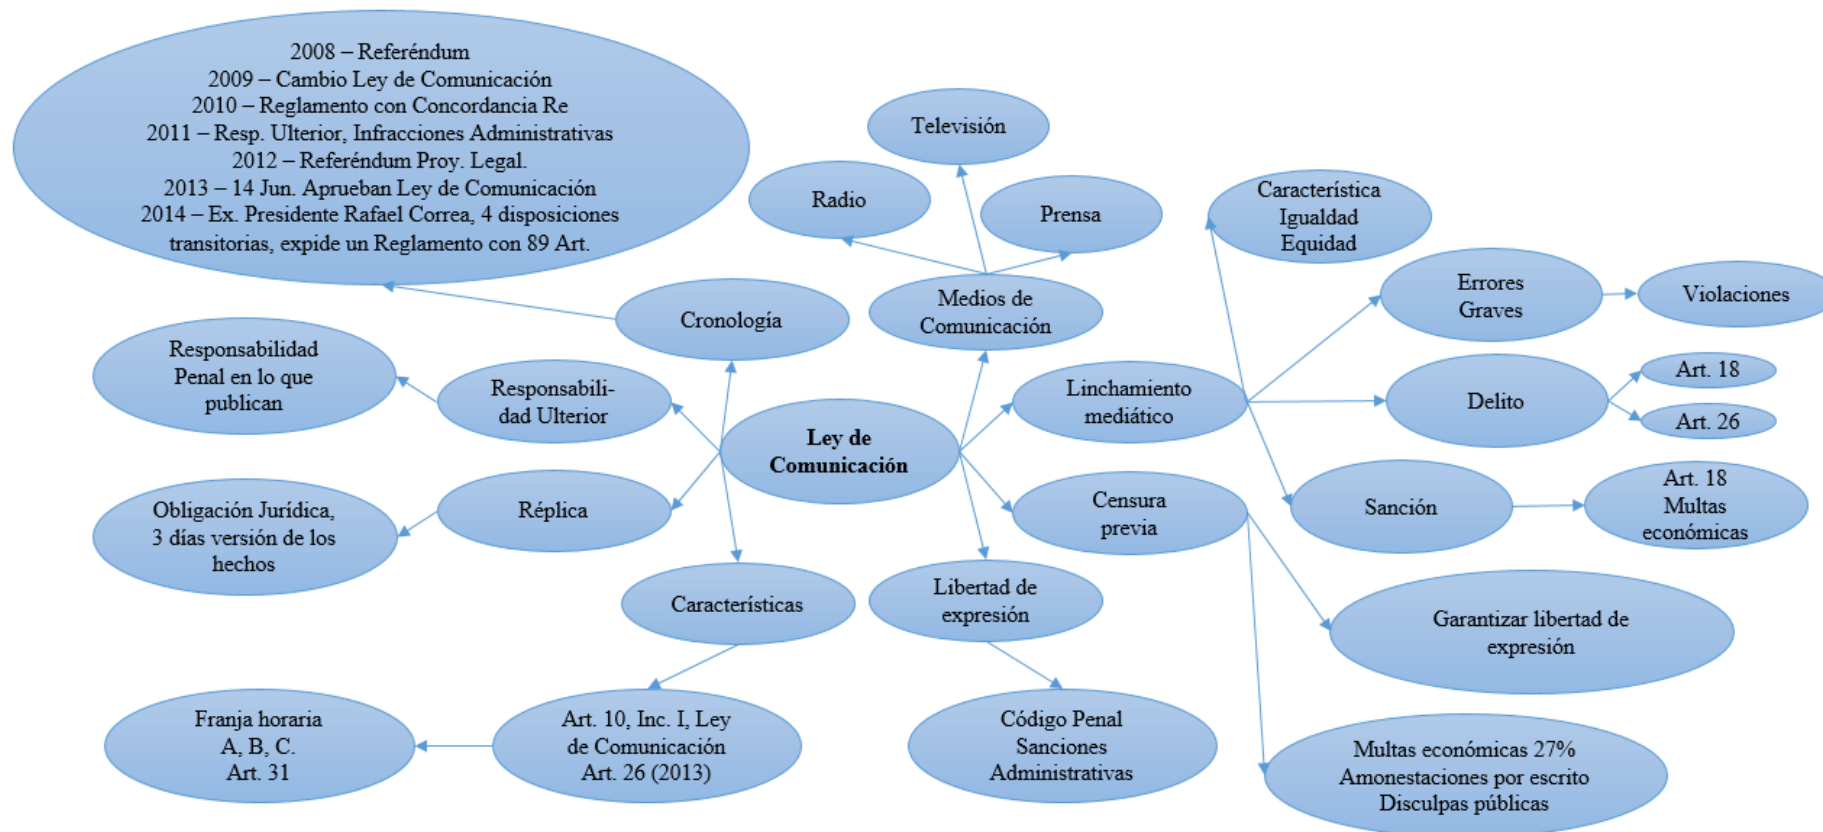 2008 – Referéndum
2009 – Cambio Ley de Comunicación
2010 – Reglamento con Concordancia Re
2011 – Resp. Ulterior, Infracciones Administrativas
2012 – Referéndum Proy. Legal.
2013 – 14 Jun. Aprueban Ley de Comunicación
2014 – Ex. Presidente Rafael Correa, 4 disposiciones
transitorias, expide un Reglamento con 89 Art.
Televisión
Radio
Prensa
Característica
Igualdad
Equidad
Cronología
Medios de
Comunicación
Errores
Graves
Violaciones
Responsabilidad
Penal en lo que
publican
Responsabili-
dad Ulterior
Linchamiento
mediático
Delito
Art. 18
Art. 26
Ley de
Comunicación
Obligación Jurídica,
3 días versión de los
hechos
Réplica
Censura
previa
Sanción
Art. 18
Multas
económicas
Características
Libertad de
expresión
Garantizar libertad de
expresión
Franja horaria
A, B, C.
Art. 31
Art. 10, Inc. I, Ley
de Comunicación
Art. 26 (2013)
Código Penal
Sanciones
Administrativas
Multas económicas 27%
Amonestaciones por escrito
Disculpas públicas